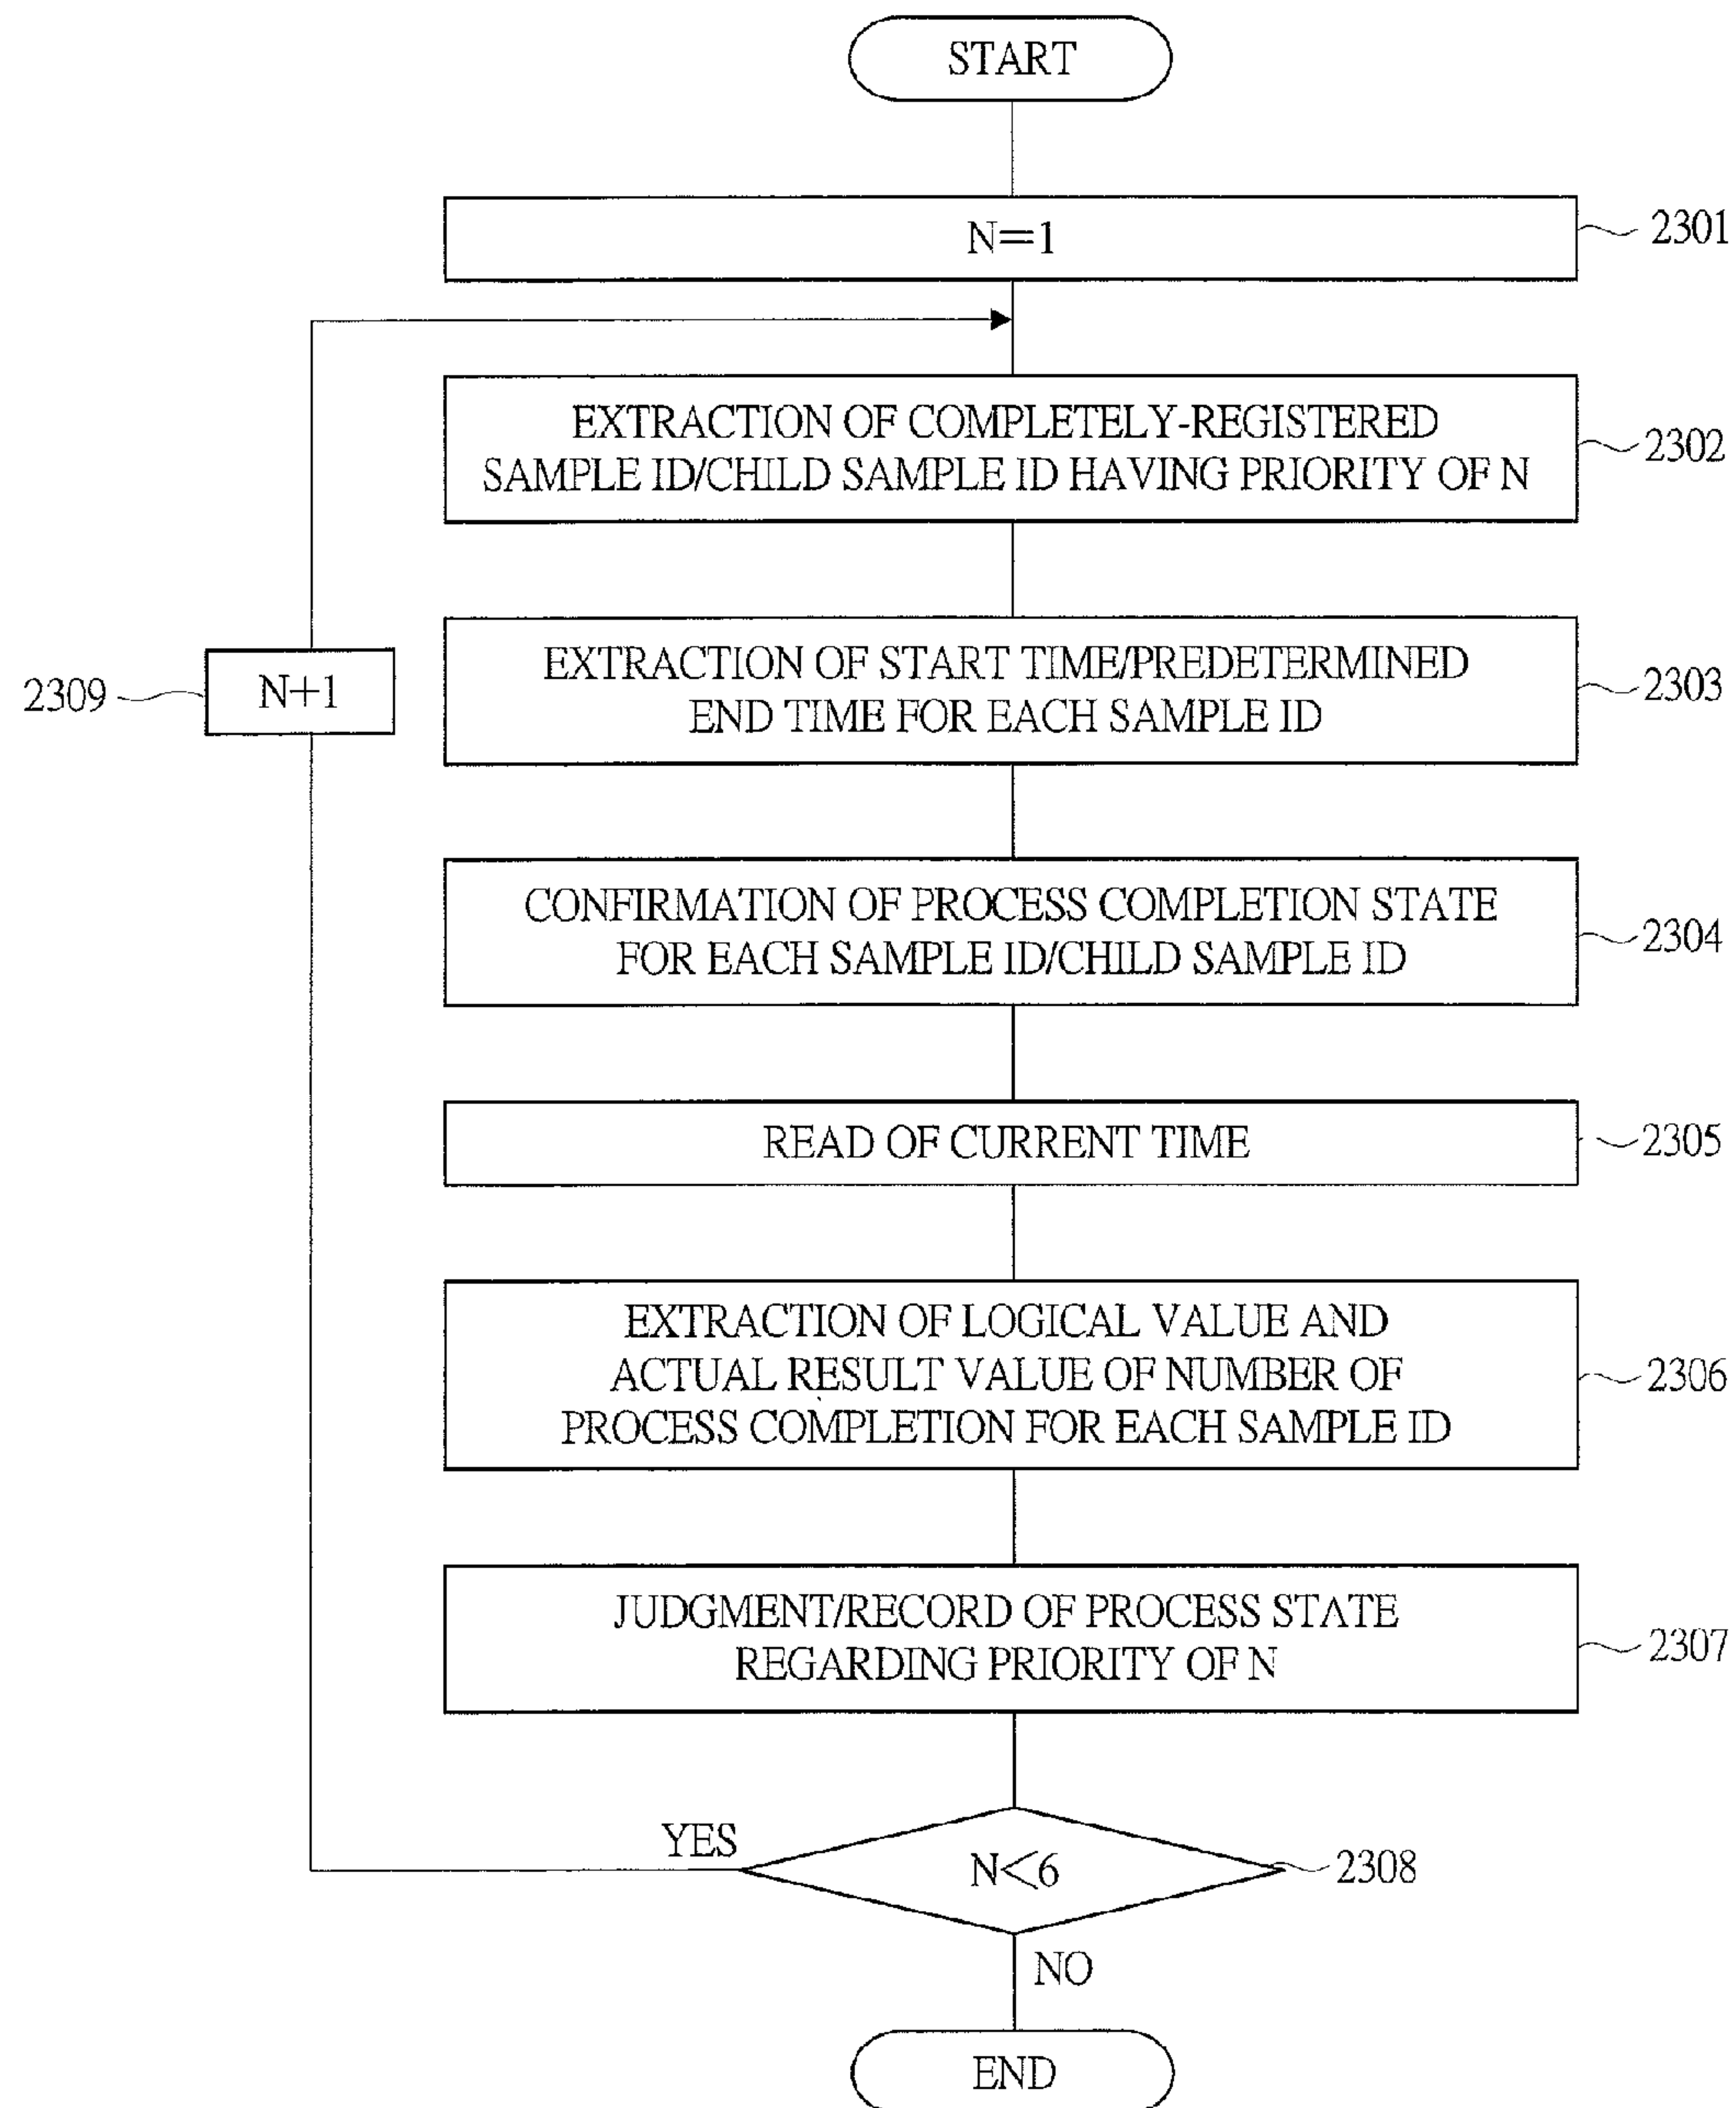 START
N=1
2301
EXTRACTION OF COMPLETELY-REGISTERED
SAMPLE ID/CHILD SAMPLE ID HAVING PRIORITY OF N
2302
EXTRACTION OF START TIME/PREDETERMINED
END TIME FOR EACH SAMPLE ID
2303
2309
N+1
CONFIRMATION OF PROCESS COMPLETION STATE
FOR EACH SAMPLE ID/CHILD SAMPLE ID
2304
READ OF CURRENT TIME
2305
EXTRACTION OF LOGICAL VALUE AND
ACTUAL RESULT VALUE OF NUMBER OF
PROCESS COMPLETION FOR EACH SAMPLE ID
2306
JUDGMENT/RECORD OF PROCESS STATE
REGARDING PRIORITY OF N
2307
YES
N<6
2308
NO
END